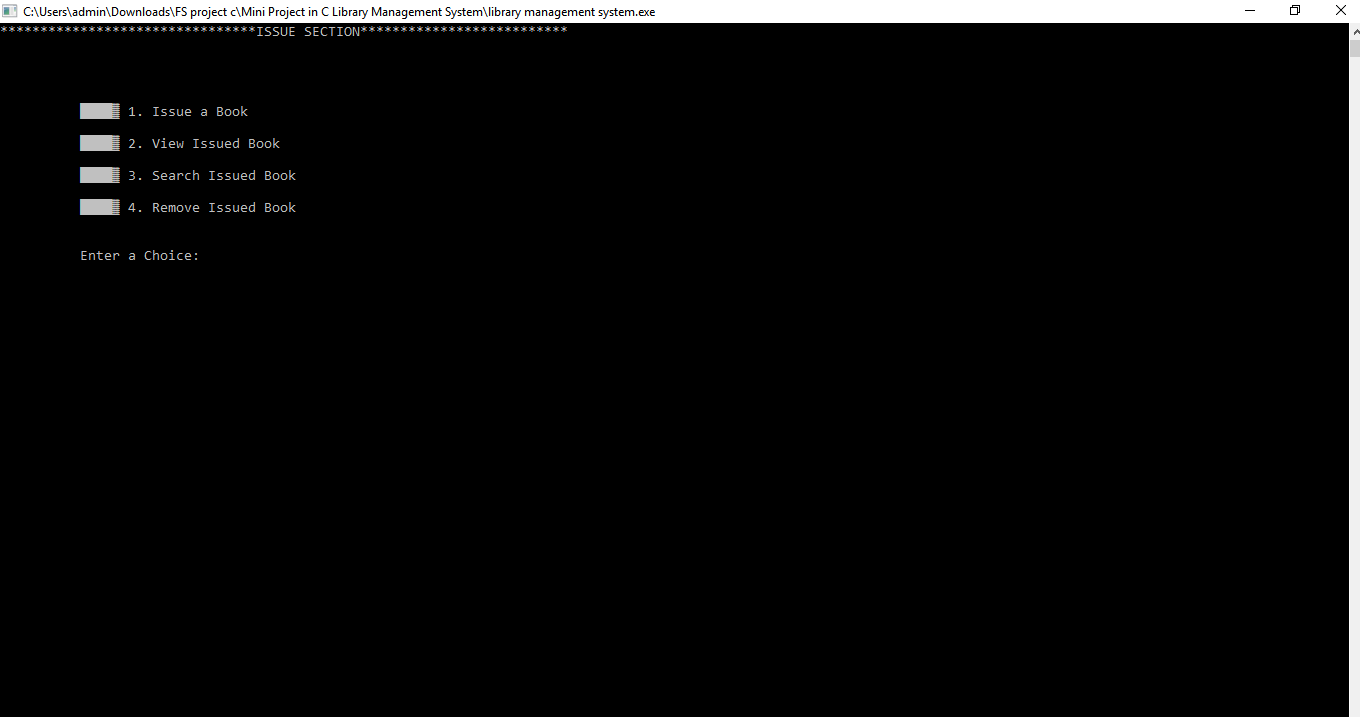 C:\Users\admin\Downloads\FS project c\Mini Project in C Library Management System\library management system.exe
********************************ISSUE SECTION**************************
1. Issue a Book
2. View Issued Book
3. Search Issued Book
4. Remove Issued Book
Enter a Choice: